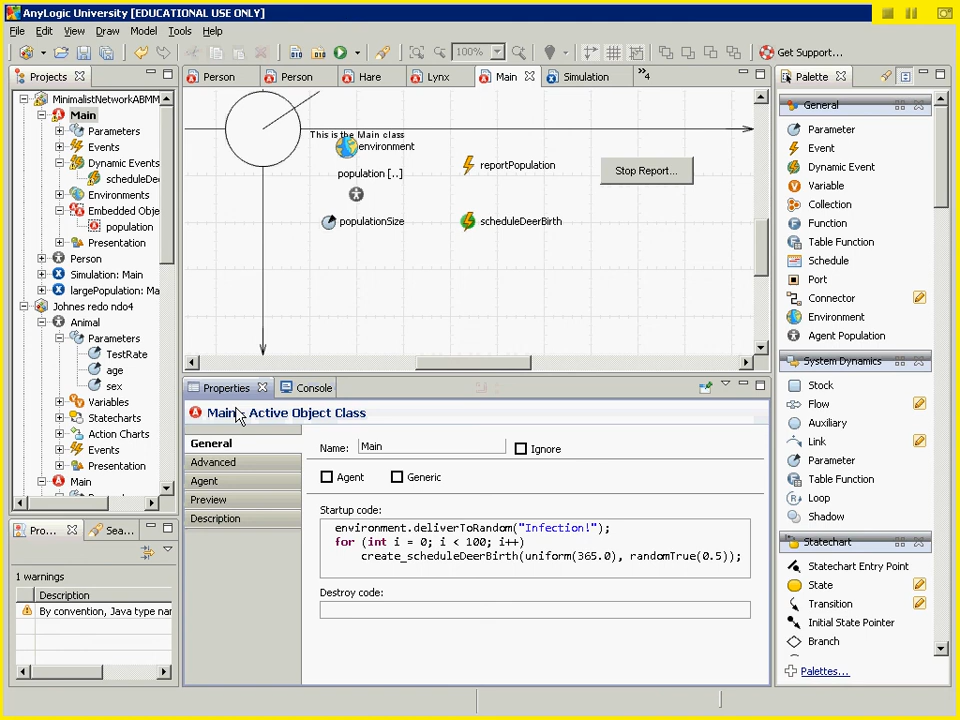 AnyLogic University [EDUCATIONAL USE ONLY]
File Edit View Draw Model Tools Help
100%
Get Support...
Projects
Person
Person
Hare
Lynx
Main
Simulation
»4
Palette
MinimalistNetworkABMM
Main
Parameters
Events
Dynamic Events
scheduleDe
Environments
Embedded Obje
population
Presentation
Person
Simulation: Main
largePopulation: Ma
Johnes redo ndo4
Animal
Parameters
TestRate
age
sex
Variables
Statecharts
Action Charts
Events
Presentation
Main
This is the Main class
environment
population [..]
populationSize
reportPopulation
scheduleDeerBirth
Stop Report...
General
Parameter
Event
Dynamic Event
Variable
Collection
Function
Table Function
Schedule
Port
Connector
Environment
Agent Population
System Dynamics
Stock
Flow
Auxiliary
Link
Parameter
Table Function
Loop
Shadow
Statechart
Statechart Entry Point
State
Transition
Initial State Pointer
Branch
Palettes...
Properties
Console
Main - Active Object Class
General
Advanced
Agent
Preview
Description
Name:
Main
Ignore
Agent
Generic
Startup code:
environment.deliverToRandom("Infection!");
for (int i = 0; i < 100; i++)
create_scheduleDeerBirth(uniform(365.0), randomTrue(0.5));
Destroy code:
Pro...
Sea...
1 warnings
Description
By convention, Java type nar